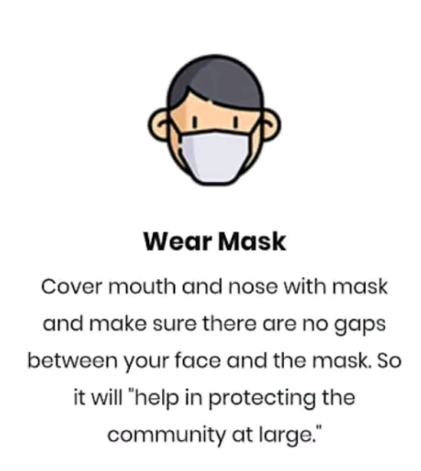 Wear Mask
Cover mouth and nose with mask
and make sure there are no gaps
between your face and the mask. So
it will "help in protecting the
community at large."